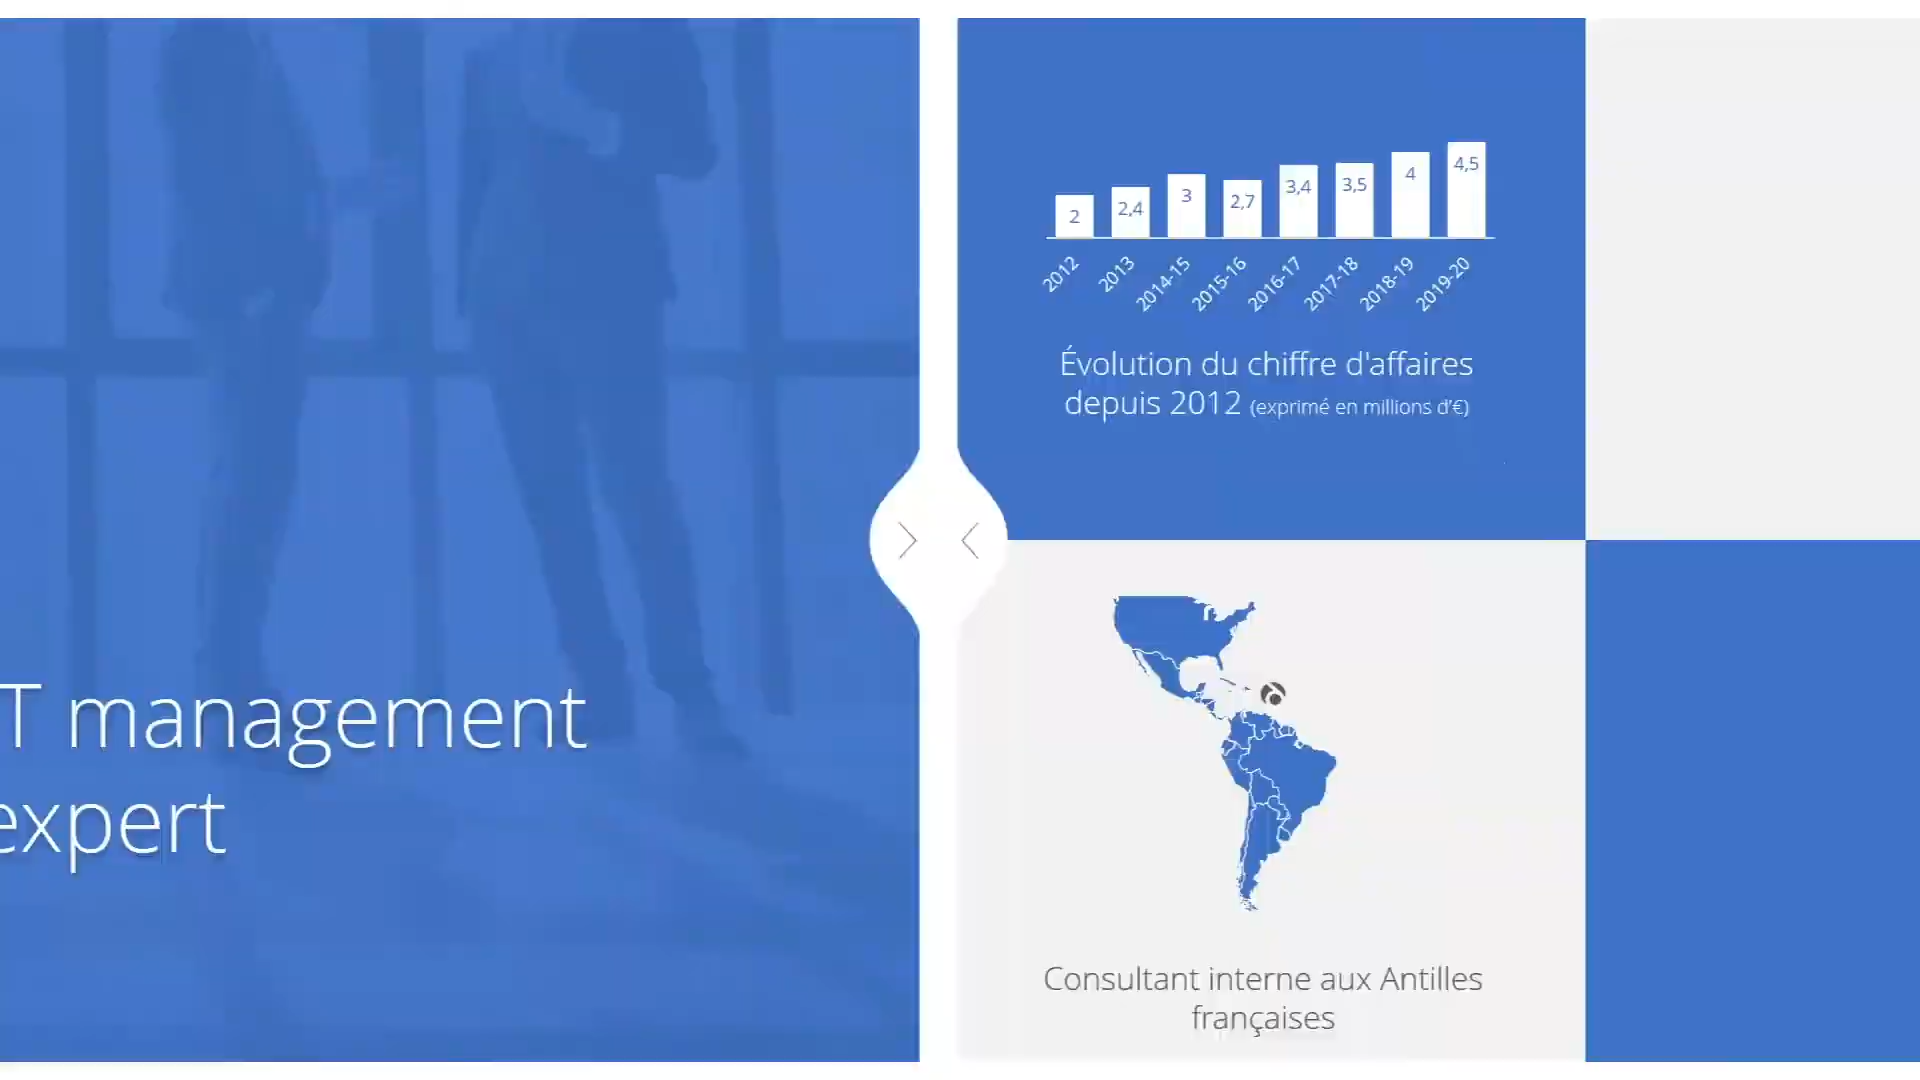 T management
expert
2
2,4
3
2,7
3,4
3,5
4
4,5
2012
2013
2014-15
2015-16
2016-17
2017-18
2018-19
2019-20
Évolution du chiffre d'affaires
depuis 2012 (exprimé en millions d'€)
Consultant interne aux Antilles
françaises